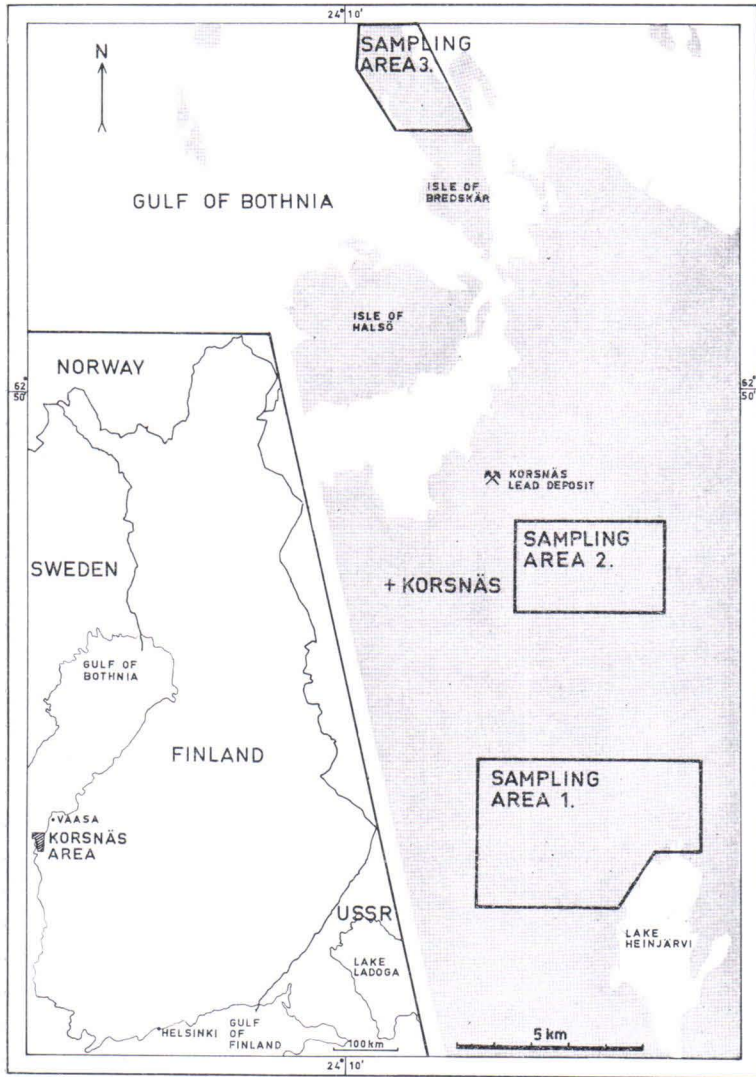 24° 10'
SAMPLING
AREA 3.
N
GULF OF BOTHNIA
ISLE OF
BREDSKÄR
ISLE OF
HALSÖ
NORWAY
62°
50'
62°
50'
KORSNÄS
LEAD DEPOSIT
SAMPLING
AREA 2.
SWEDEN
+ KORSNÄS
GULF OF
BOTHNIA
FINLAND
SAMPLING
AREA 1.
VAASA
KORSNÄS
AREA
USSR
LAKE
HEINJÄRVI
LAKE
LADOGA
HELSINKI
GULF
OF
FINLAND
100km
5 km
24° 10'